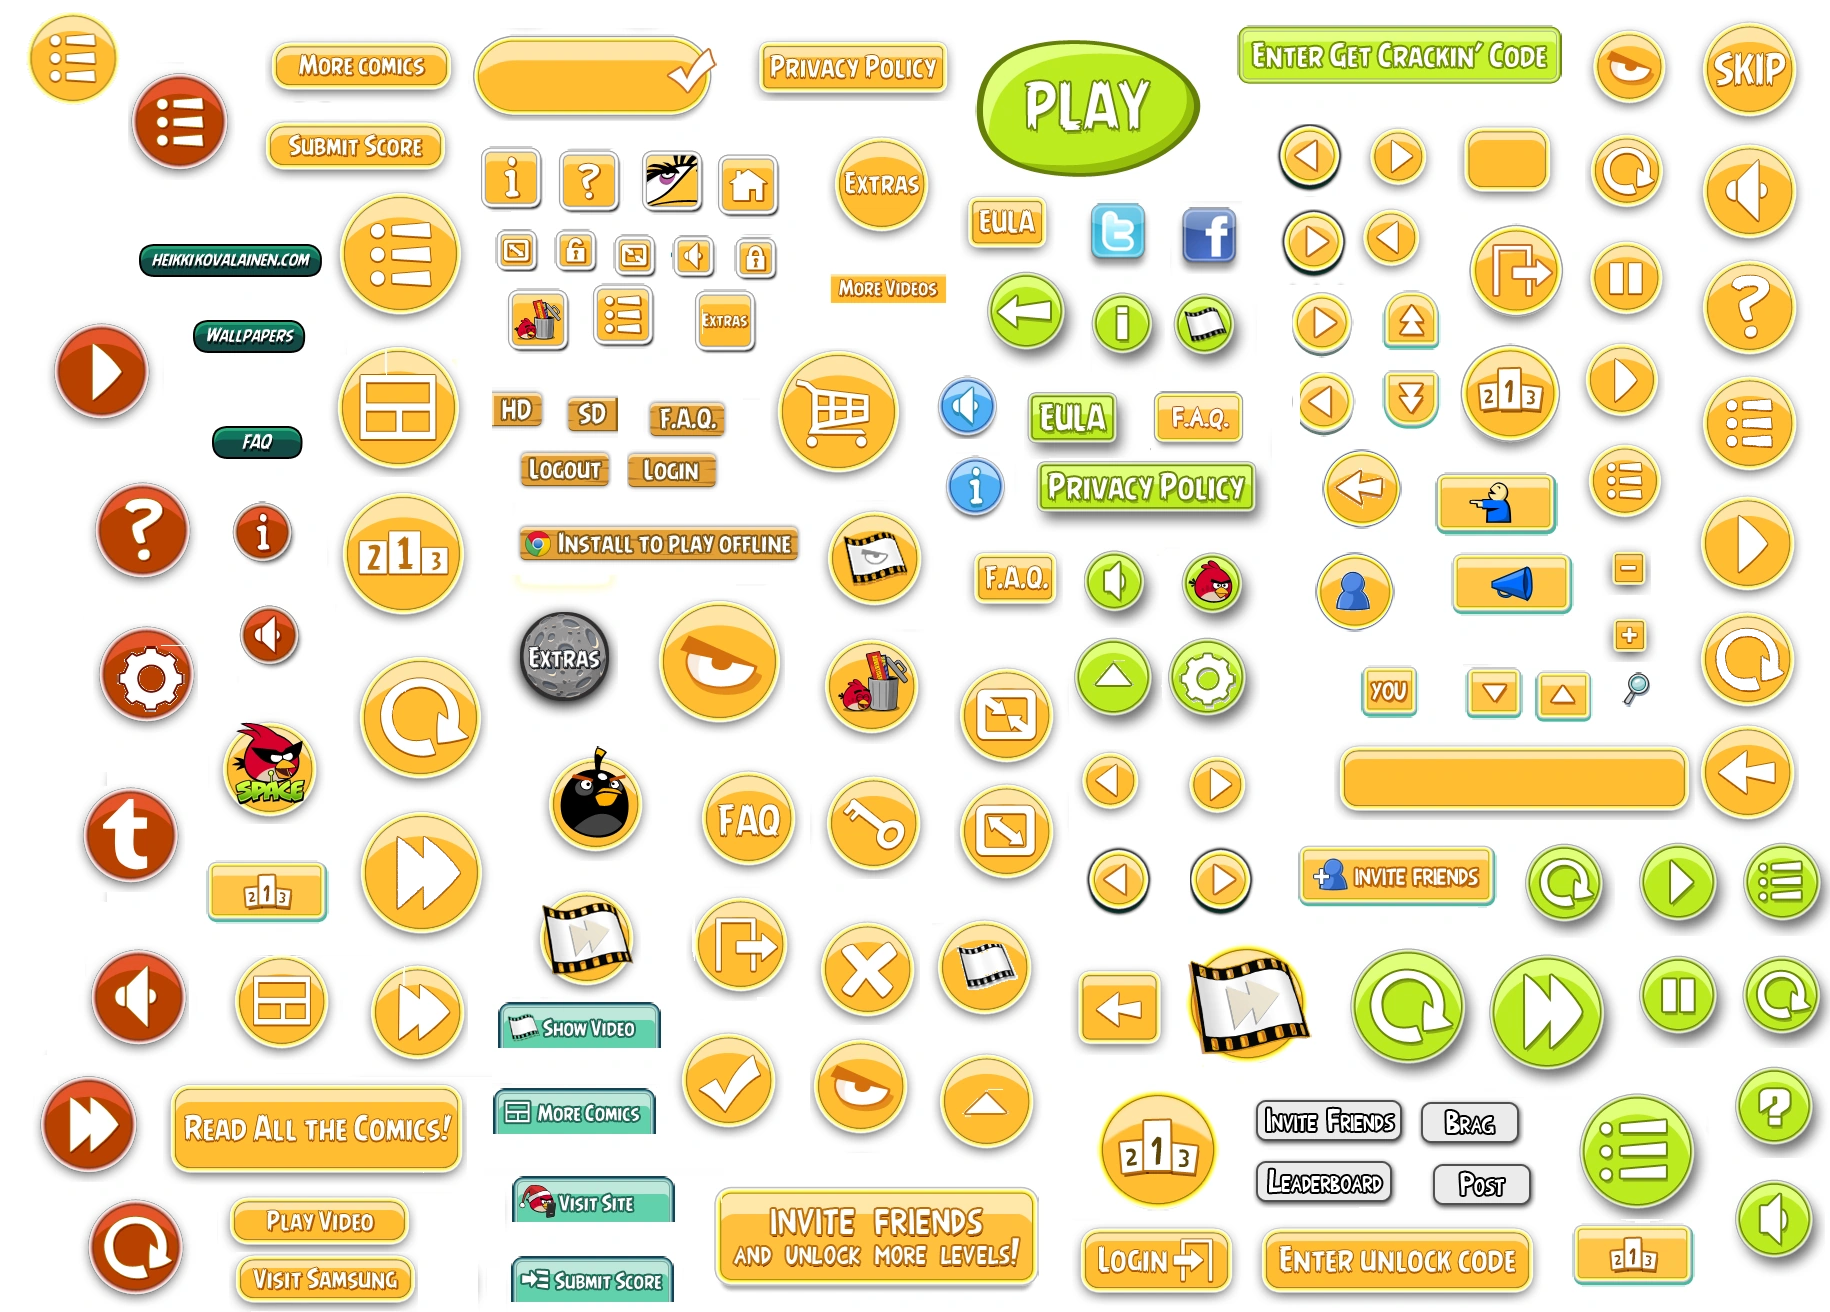 MORE COMICS
PRIVACY POLICY
PLAY
ENTER GET CRACKIN' CODE
SKIP
SUBMIT SCORE
i
?
EXTRAS
EULA
t
f
HEIKKIKOVALAINEN.COM
MORE VIDEOS
?
EXTRAS
i
WALLPAPERS
2 1 3
HD
SD
F.A.Q.
EULA
F.A.Q.
FAQ
LOGOUT
LOGIN
i
PRIVACY POLICY
?
i
2 1 3
INSTALL TO PLAY OFFLINE
F.A.Q.
EXTRAS
YOU
SPACE
t
FAQ
2 1 3
INVITE FRIENDS
SHOW VIDEO
MORE COMICS
READ ALL THE COMICS!
2 1 3
INVITE FRIENDS
BRAG
?
LEADERBOARD
POST
VISIT SITE
PLAY VIDEO
INVITE FRIENDS
AND UNLOCK MORE LEVELS!
LOGIN
ENTER UNLOCK CODE
2 1 3
VISIT SAMSUNG
SUBMIT SCORE